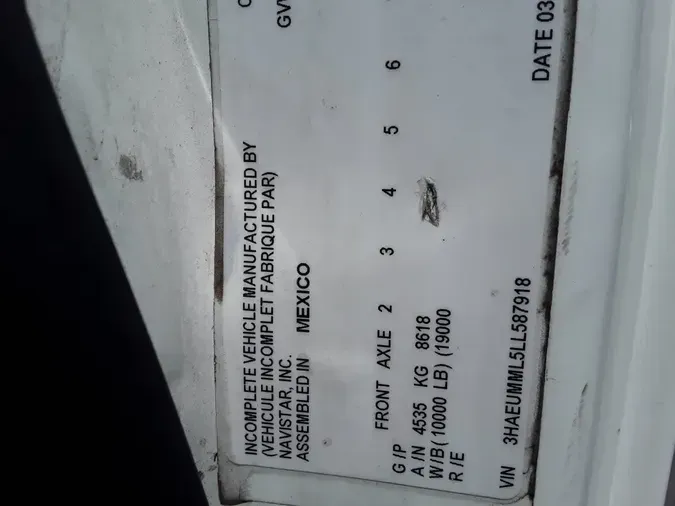 INCOMPLETE VEHICLE MANUFACTURED BY
(VEHICULE INCOMPLET FABRIQUE PAR)
NAVISTAR, INC.
ASSEMBLED IN MEXICO
FRONT AXLE 2 3 4 5 6
G /P
A /N 4535 KG 8618
W/B( 10000 LB) (19000
R /E
VIN 3HAEUMML5LL587918
DATE 03